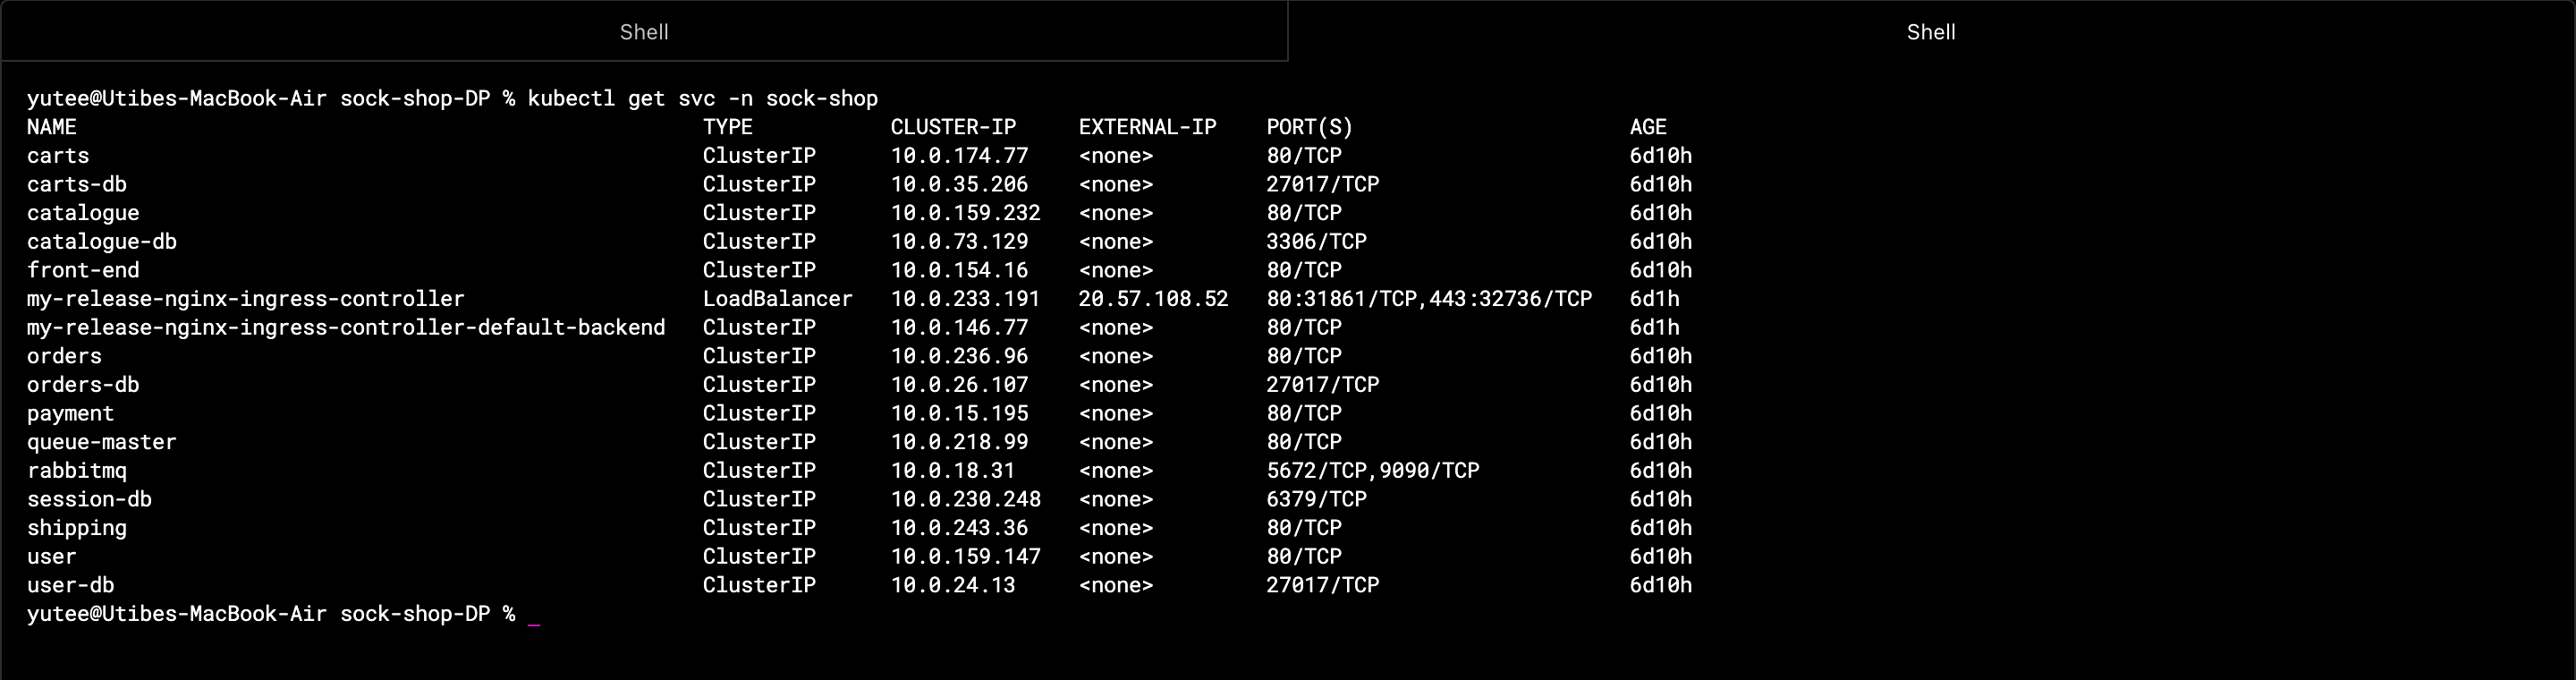 Shell Shell
yutee@Utibes-MacBook-Air sock-shop-DP % kubectl get svc -n sock-shop
NAME TYPE CLUSTER-IP EXTERNAL-IP PORT(S) AGE
carts ClusterIP 10.0.174.77 <none> 80/TCP 6d10h
carts-db ClusterIP 10.0.35.206 <none> 27017/TCP 6d10h
catalogue ClusterIP 10.0.159.232 <none> 80/TCP 6d10h
catalogue-db ClusterIP 10.0.73.129 <none> 3306/TCP 6d10h
front-end ClusterIP 10.0.154.16 <none> 80/TCP 6d10h
my-release-nginx-ingress-controller LoadBalancer 10.0.233.191 20.57.108.52 80:31861/TCP,443:32736/TCP 6d1h
my-release-nginx-ingress-controller-default-backend ClusterIP 10.0.146.77 <none> 80/TCP 6d1h
orders ClusterIP 10.0.236.96 <none> 80/TCP 6d10h
orders-db ClusterIP 10.0.26.107 <none> 27017/TCP 6d10h
payment ClusterIP 10.0.15.195 <none> 80/TCP 6d10h
queue-master ClusterIP 10.0.218.99 <none> 80/TCP 6d10h
rabbitmq ClusterIP 10.0.18.31 <none> 5672/TCP,9090/TCP 6d10h
session-db ClusterIP 10.0.230.248 <none> 6379/TCP 6d10h
shipping ClusterIP 10.0.243.36 <none> 80/TCP 6d10h
user ClusterIP 10.0.159.147 <none> 80/TCP 6d10h
user-db ClusterIP 10.0.24.13 <none> 27017/TCP 6d10h
yutee@Utibes-MacBook-Air sock-shop-DP % _